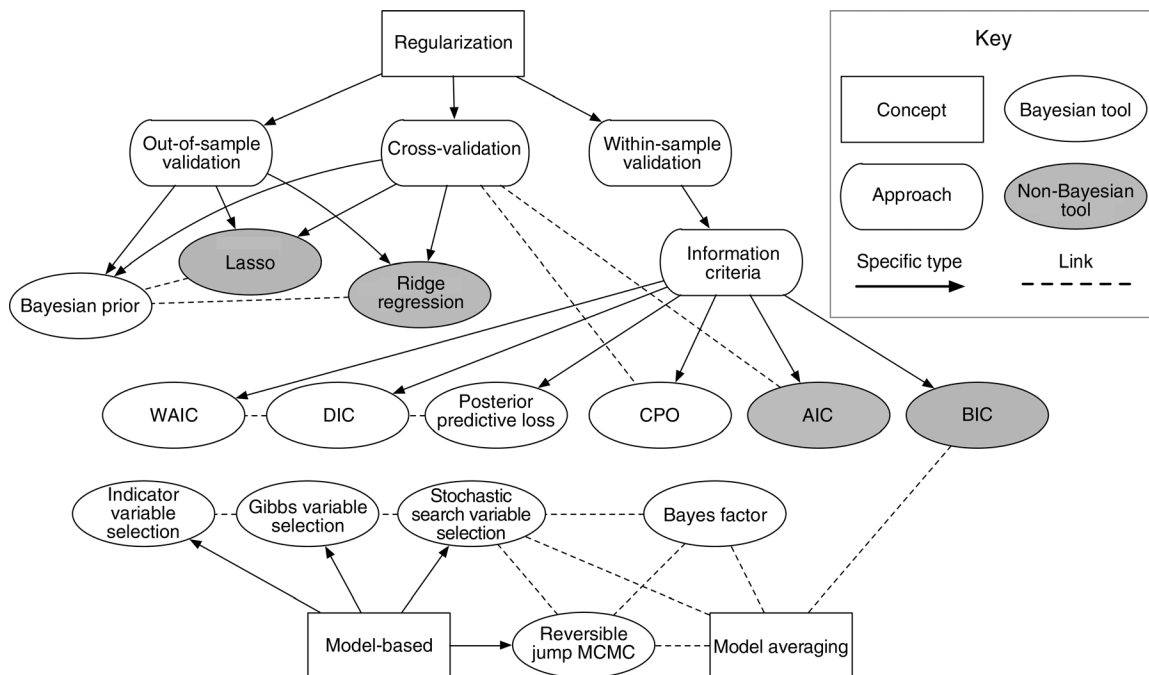 Regularization
Out-of-sample
validation
Cross-validation
Within-sample
validation
Lasso
Bayesian prior
Ridge
regression
Information
criteria
WAIC
DIC
Posterior
predictive loss
CPO
AIC
BIC
Indicator
variable
selection
Gibbs variable
selection
Stochastic
search variable
selection
Bayes factor
Model-based
Reversible
jump MCMC
Model averaging
Key
Concept
Bayesian tool
Approach
Non-Bayesian
tool
Specific type
Link